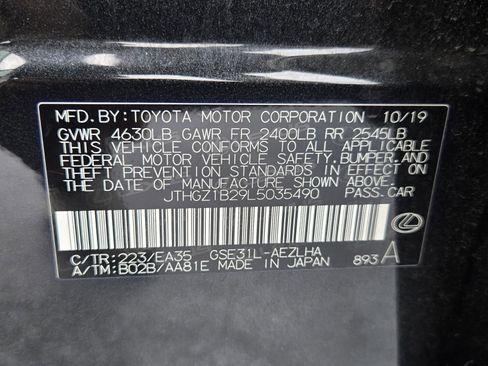 MFD.BY:TOYOTA MOTOR CORPORATION 10/19
GVWR 4630LB GAWR FR 2400LB RR 2545LB
THIS VEHICLE CONFORMS TO ALL APPLICABLE
FEDERAL MOTOR VEHICLE SAFETY,BUMPER,AND
THEFT PREVENTION STANDARDS IN EFFECT ON
THE DATE OF MANUFACTURE SHOWN ABOVE.
JTHGZ1B29L5035490 PASS.CAR
C/TR:223/EA35 GSE31L-AEZLHA
A/TM:B02B/AA81E MADE IN JAPAN 893 A